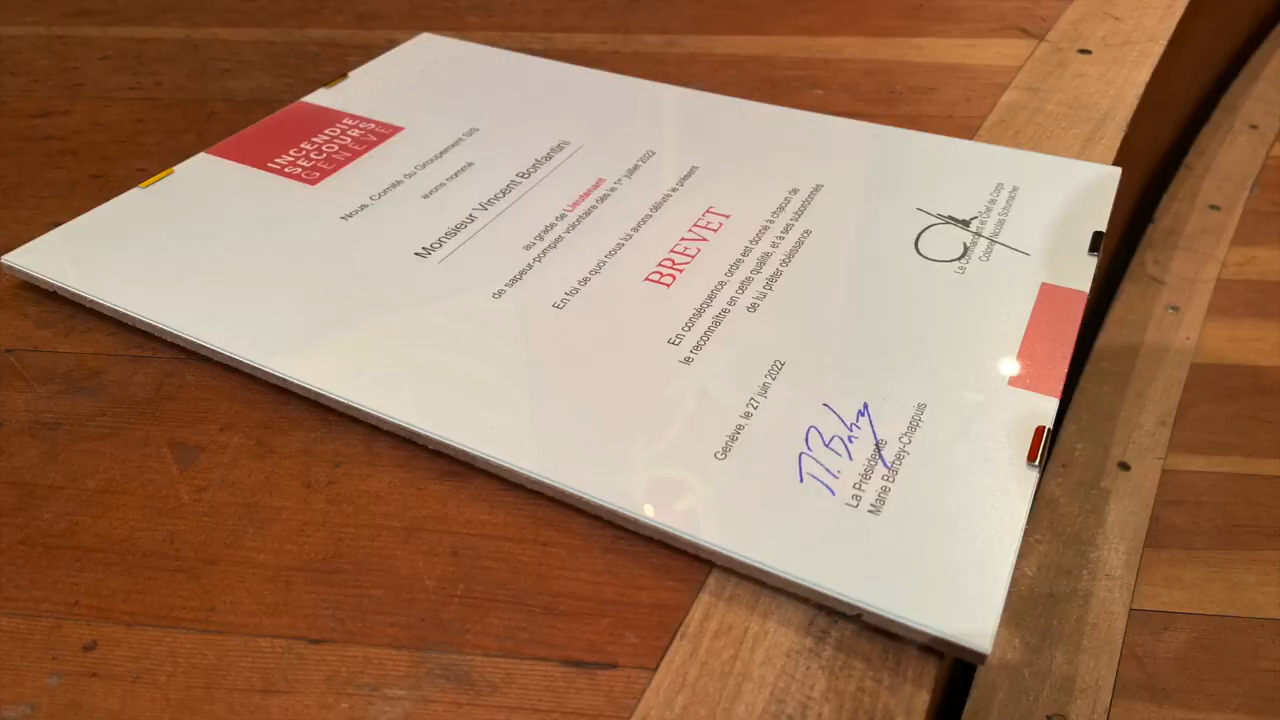 INCENDIE
SECOURS
GENÈVE
Nous, Comité du Groupement SIS
avons nommé
Monsieur Vincent Bonfantini
au grade de Lieutenant
de sapeur-pompier volontaire dès le 1er juillet 2022
En foi de quoi nous lui avons délivré le présent
BREVET
En conséquence, ordre est donné à chacun de
le reconnaître en cette qualité, et à ses subordonnés
de lui prêter obéissance
Genève, le 27 juin 2022
La Présidente
Marie Barbey-Chappuis
Le Commandant et Chef de Corps
Colonel Nicolas Schumacher